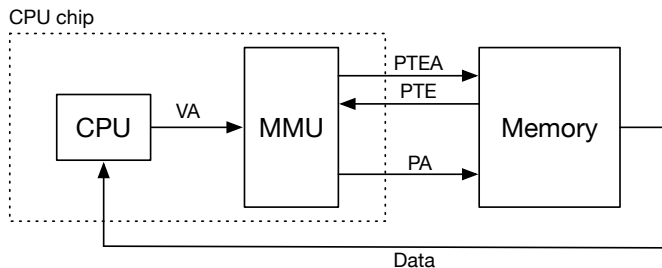 CPU chip
PTEA
PTE
VA
CPU
MMU
Memory
PA
Data